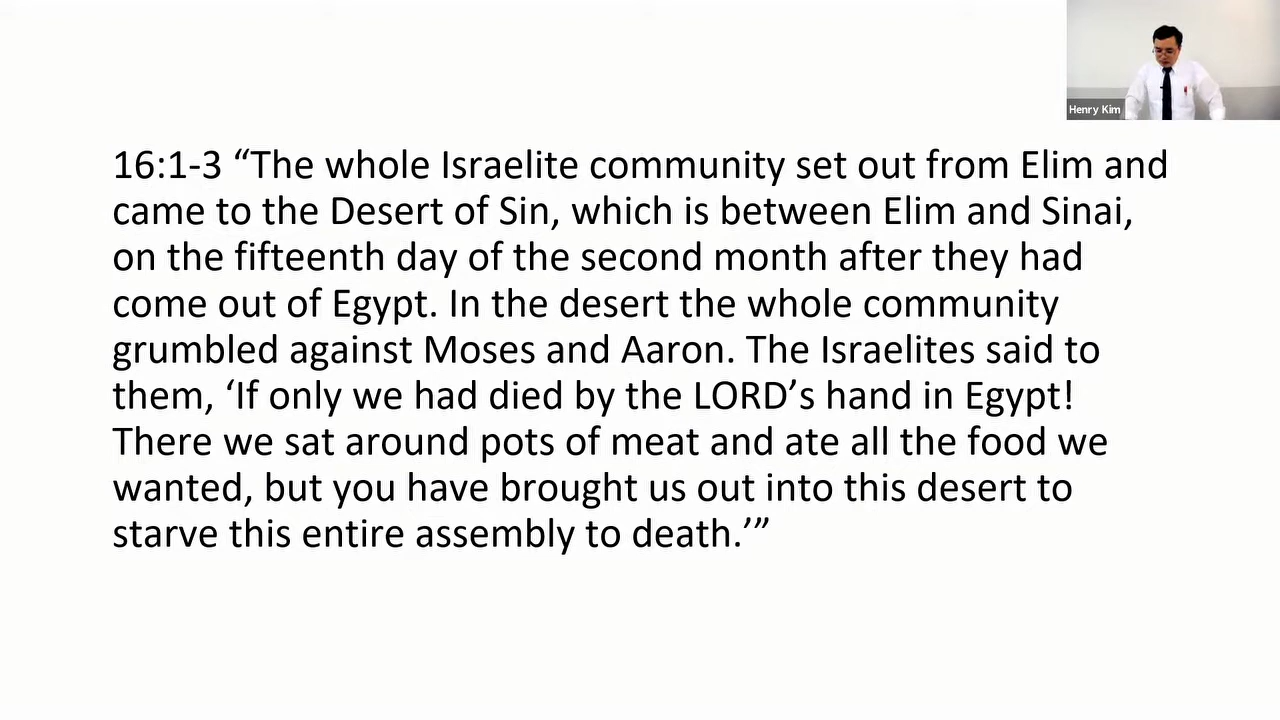 Henry Kim
16:1-3 “The whole Israelite community set out from Elim and
came to the Desert of Sin, which is between Elim and Sinai,
on the fifteenth day of the second month after they had
come out of Egypt. In the desert the whole community
grumbled against Moses and Aaron. The Israelites said to
them, ‘If only we had died by the LORD’s hand in Egypt!
There we sat around pots of meat and ate all the food we
wanted, but you have brought us out into this desert to
starve this entire assembly to death.’”